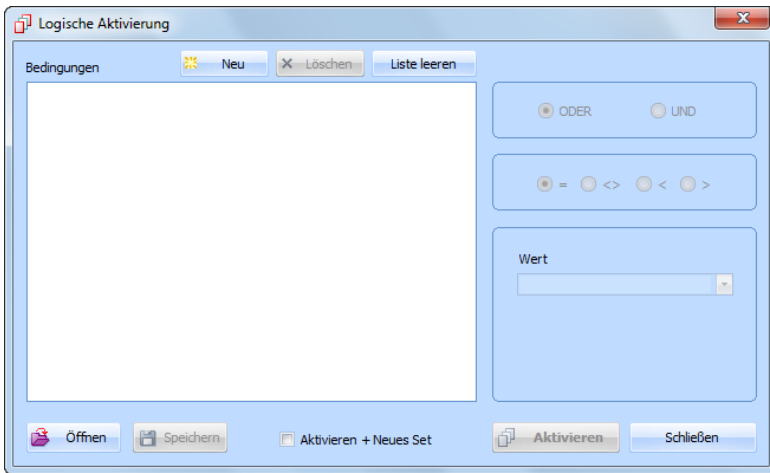 Logische Aktivierung
Bedingungen Neu Löschen Liste leeren
ODER UND
= <> < >
Wert
Öffnen Speichern Aktivieren + Neues Set Aktivieren Schließen